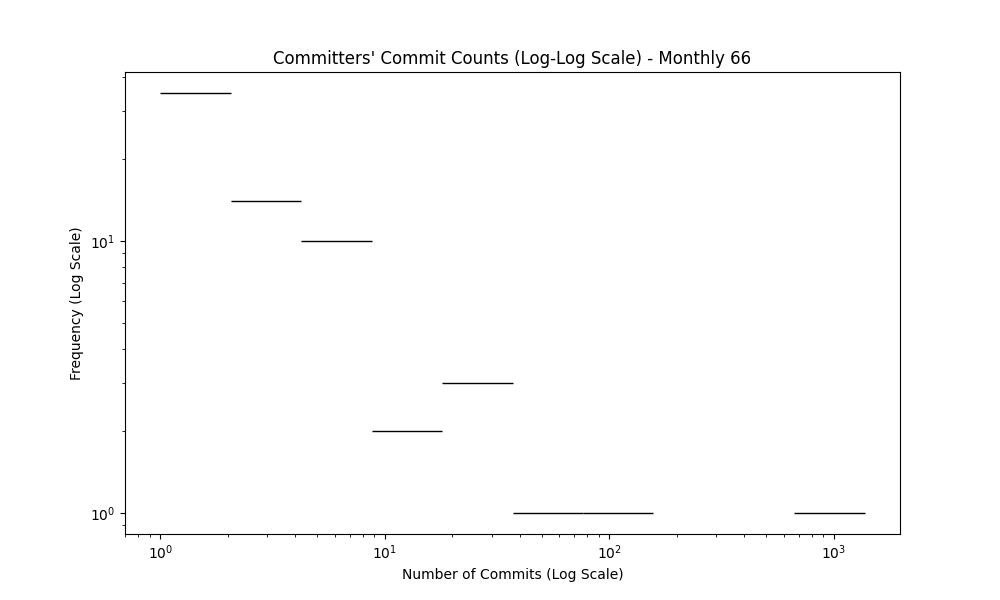 Committers' Commit Counts (Log-Log Scale) - Monthly 66
Frequency (Log Scale)
10¹
10⁰
10⁰ 10¹ 10² 10³
Number of Commits (Log Scale)